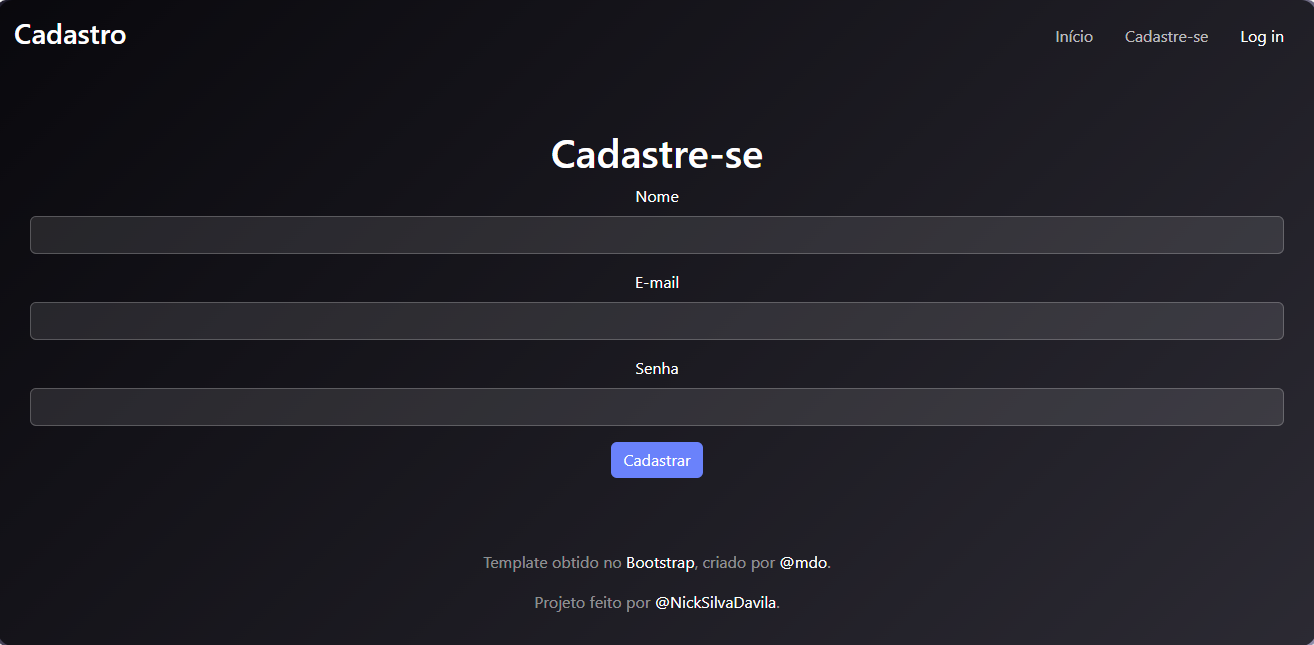 Cadastro
Início Cadastre-se Log in
Cadastre-se
Nome
E-mail
Senha
Cadastrar
Template obtido no Bootstrap, criado por @mdo.
Projeto feito por @NickSilvaDavila.